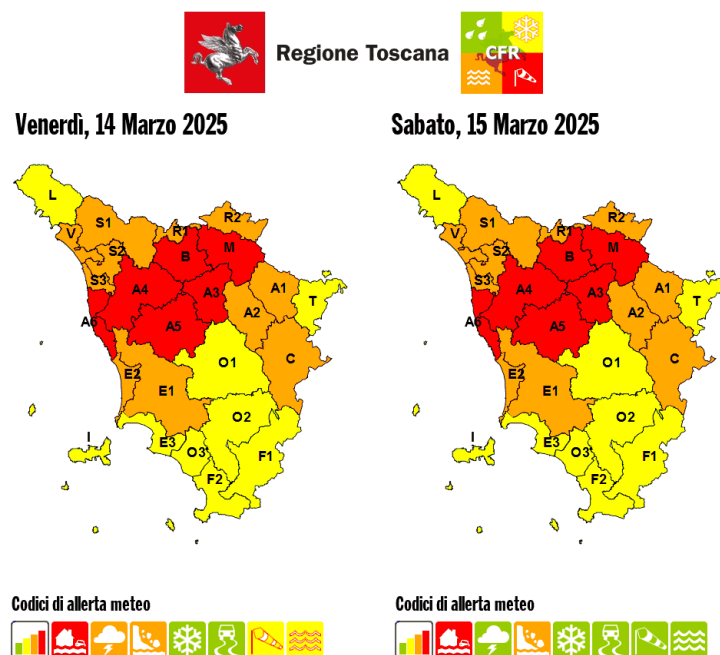 Regione Toscana
CFR
Venerdì, 14 Marzo 2025
L
V
S1
R1
R2
S2
B
M
S3
A4
A3
A1
T
A6
A5
A2
O1
C
E2
E1
O2
I
E3
O3
F1
F2
Codici di allerta meteo
Sabato, 15 Marzo 2025
L
V
S1
R1
R2
S2
B
M
S3
A4
A3
A1
T
A6
A5
A2
O1
C
E2
E1
O2
I
E3
O3
F1
F2
Codici di allerta meteo